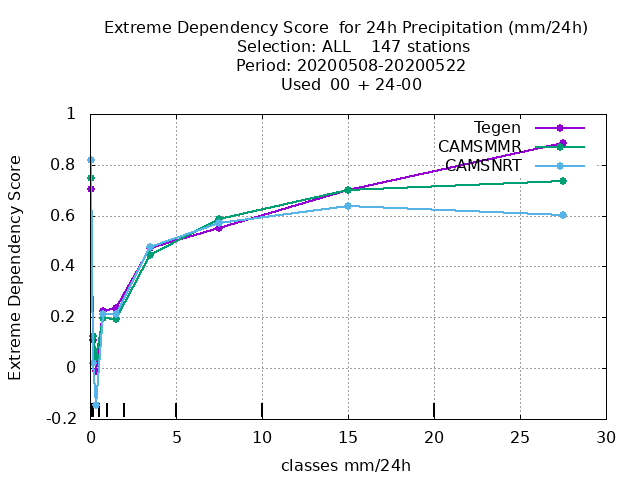 Extreme Dependency Score  for 24h Precipitation (mm/24h)
Selection: ALL    147 stations
Period: 20200508-20200522
Used  00 + 24-00
Tegen
CAMSMMR
CAMSNRT
Extreme Dependency Score
1
0.8
0.6
0.4
0.2
0
-0.2
0 5 10 15 20 25 30
classes mm/24h